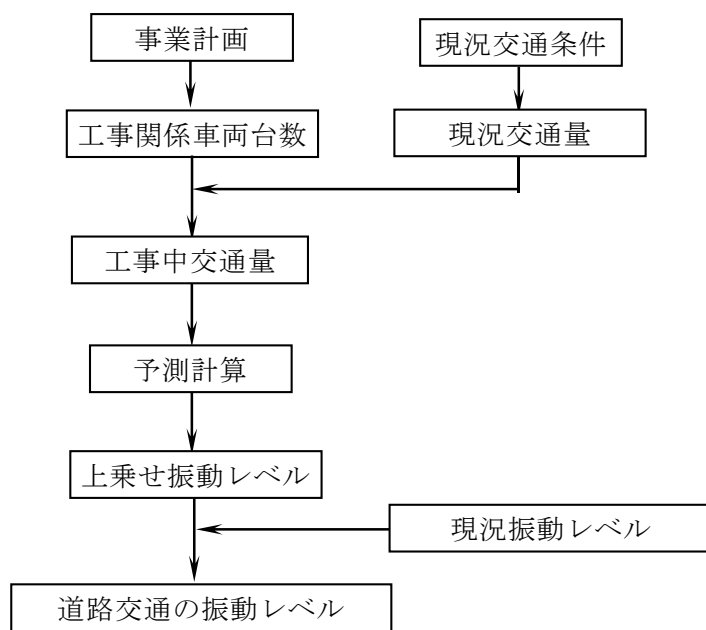 事業計画
現況交通条件
工事関係車両台数
現況交通量
工事中交通量
予測計算
上乗せ振動レベル
現況振動レベル
道路交通の振動レベル